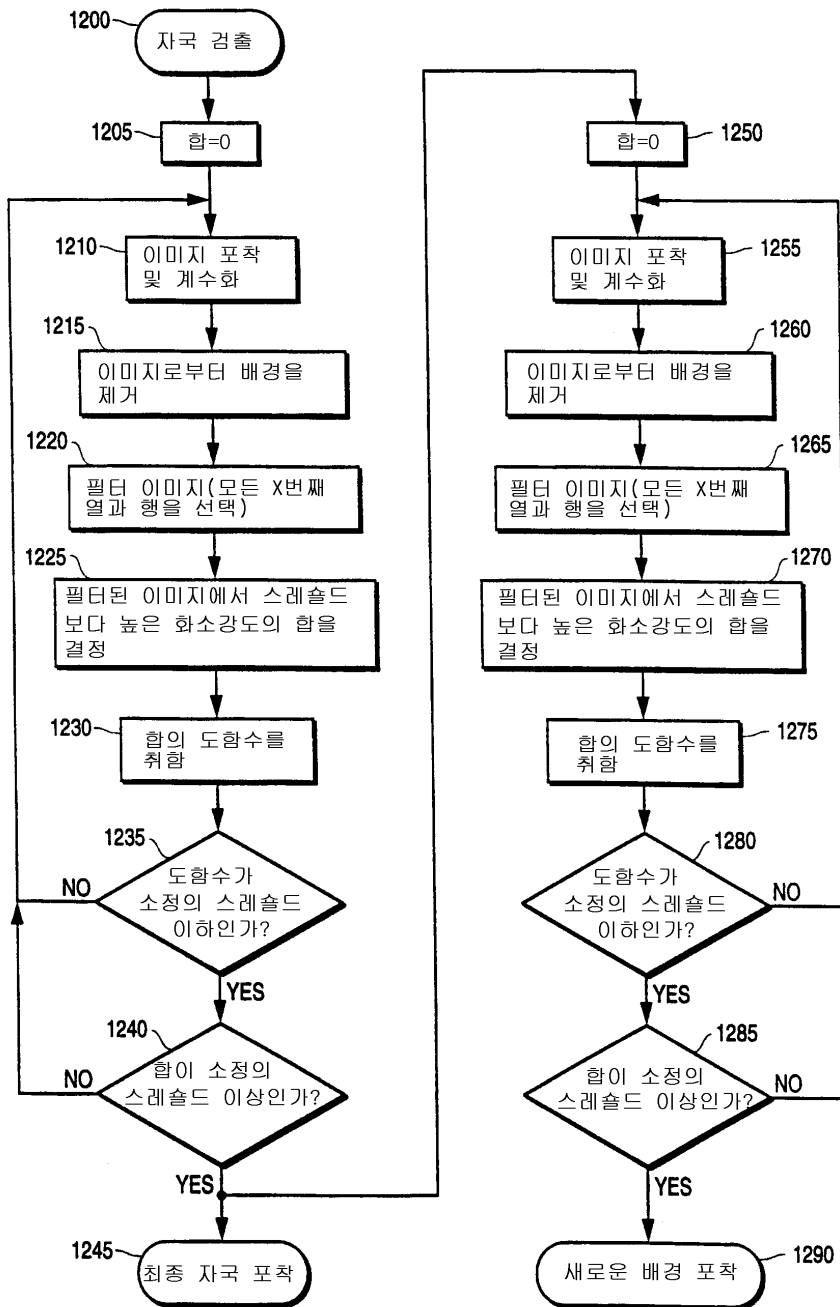 1200
자국 검출
1205
합=0
1210
이미지 포착
및 계수화
1215
이미지로부터 배경을
제거
1220
필터 이미지(모든 X번째
열과 행을 선택)
1225
필터된 이미지에서 스레숄드
보다 높은 화소강도의 합을
결정
1230
합의 도함수를
취함
1235
도함수가
소정의 스레숄드
이하인가?
NO
YES
1240
합이 소정의
스레숄드 이상인가?
NO
YES
1245
최종 자국 포착
1250
합=0
1255
이미지 포착
및 계수화
1260
이미지로부터 배경을
제거
1265
필터 이미지(모든 X번째
열과 행을 선택)
1270
필터된 이미지에서 스레숄드
보다 높은 화소강도의 합을
결정
1275
합의 도함수를
취함
1280
도함수가
소정의 스레숄드
이하인가?
NO
YES
1285
합이 소정의
스레숄드 이상인가?
NO
YES
1290
새로운 배경 포착